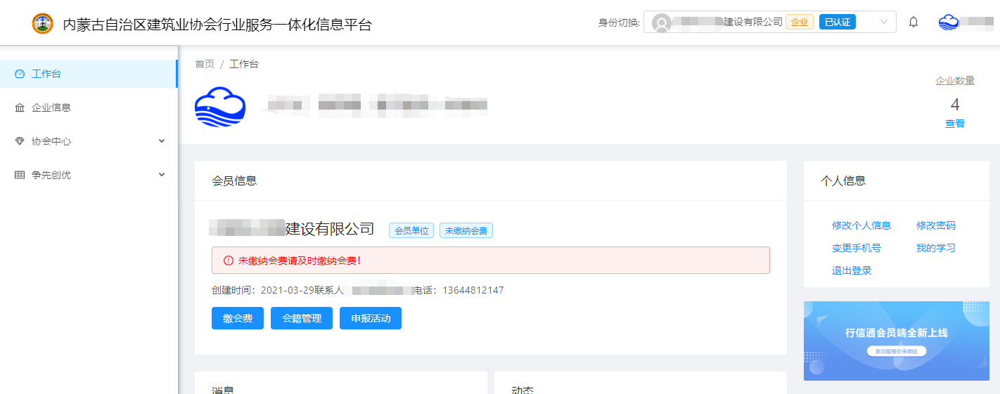 内蒙古自治区建筑业协会行业服务一体化信息平台
身份切换: 建设有限公司 企业 已认证
工作台
企业信息
协会中心
争先创优
首页 / 工作台
企业数量
4
查看
会员信息
建设有限公司 会员单位 未缴纳会费
未缴纳会费请及时缴纳会费!
创建时间：2021-03-29联系人 电话：13644812147
缴会费 会籍管理 申报活动
个人信息
修改个人信息 修改密码
变更手机号 我的学习
退出登录
行信通会员端全新上线
新功能等你来体验
消息
动态